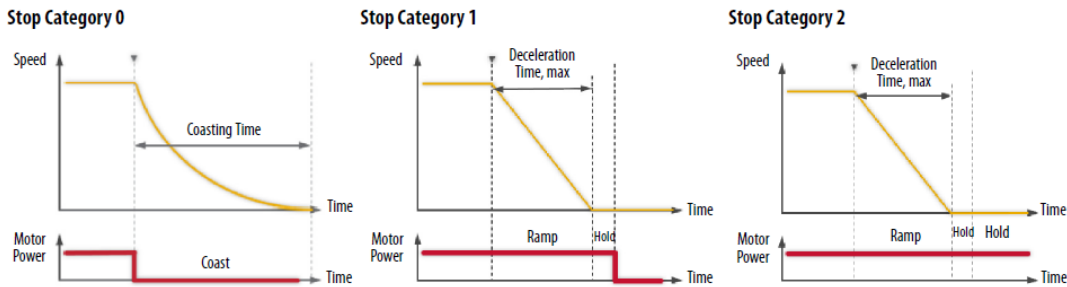 Stop Category 0
Speed
Coasting Time
Time
Motor
Power
Coast
Time
Stop Category 1
Speed
Deceleration
Time, max
Time
Motor
Power
Ramp
Hold
Time
Stop Category 2
Speed
Deceleration
Time, max
Time
Motor
Power
Ramp
Hold
Hold
Time